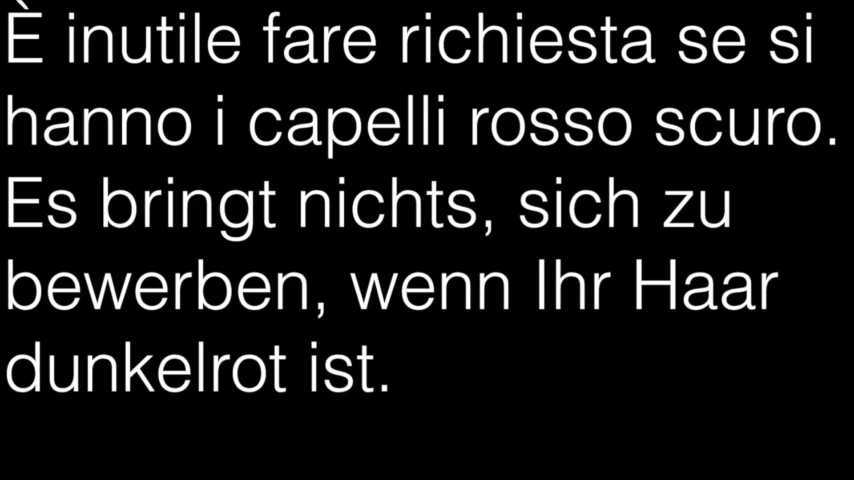 È inutile fare richiesta se si
hanno i capelli rosso scuro.
Es bringt nichts, sich zu
bewerben, wenn Ihr Haar
dunkelrot ist.